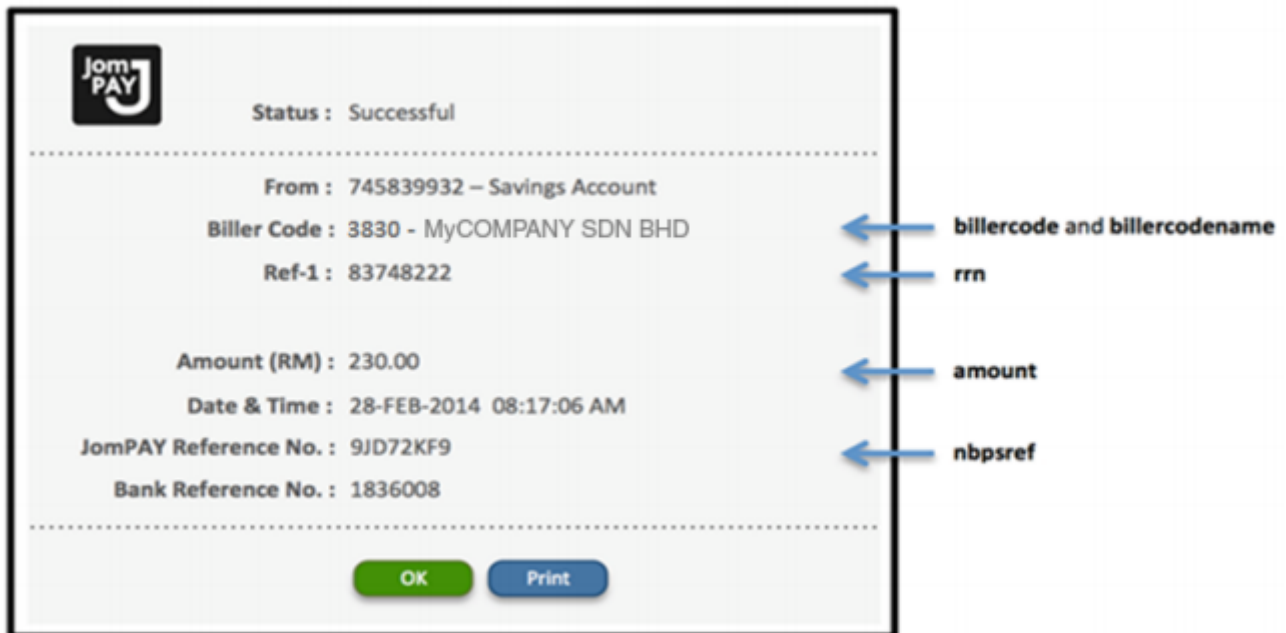 Jom
PAY
Status : Successful
From : 745839932 – Savings Account
Biller Code : 3830 - MyCOMPANY SDN BHD
billercode and billercodename
Ref-1 : 83748222
rrn
Amount (RM) : 230.00
amount
Date & Time : 28-FEB-2014 08:17:06 AM
JomPAY Reference No. : 9JD72KF9
nbpsref
Bank Reference No. : 1836008
OK
Print